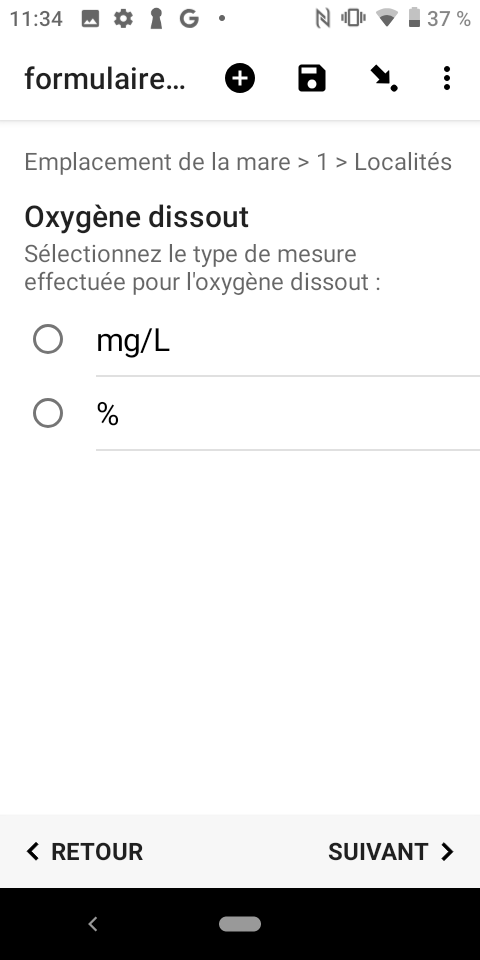 11:34
37 %
formulaire...
Emplacement de la mare > 1 > Localités
Oxygène dissout
Sélectionnez le type de mesure
effectuée pour l'oxygène dissout :
mg/L
%
RETOUR
SUIVANT